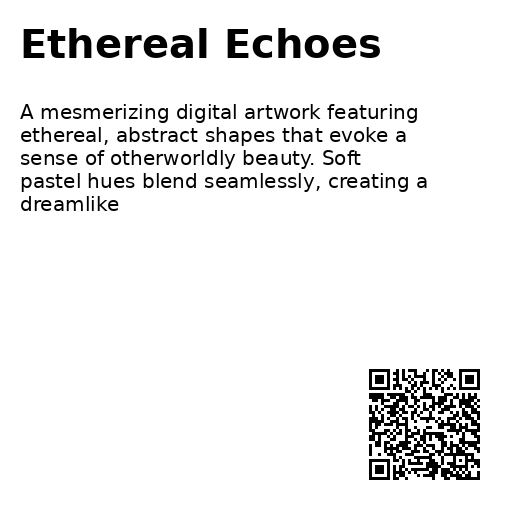 Ethereal Echoes
A mesmerizing digital artwork featuring
ethereal, abstract shapes that evoke a
sense of otherworldly beauty. Soft
pastel hues blend seamlessly, creating a
dreamlike